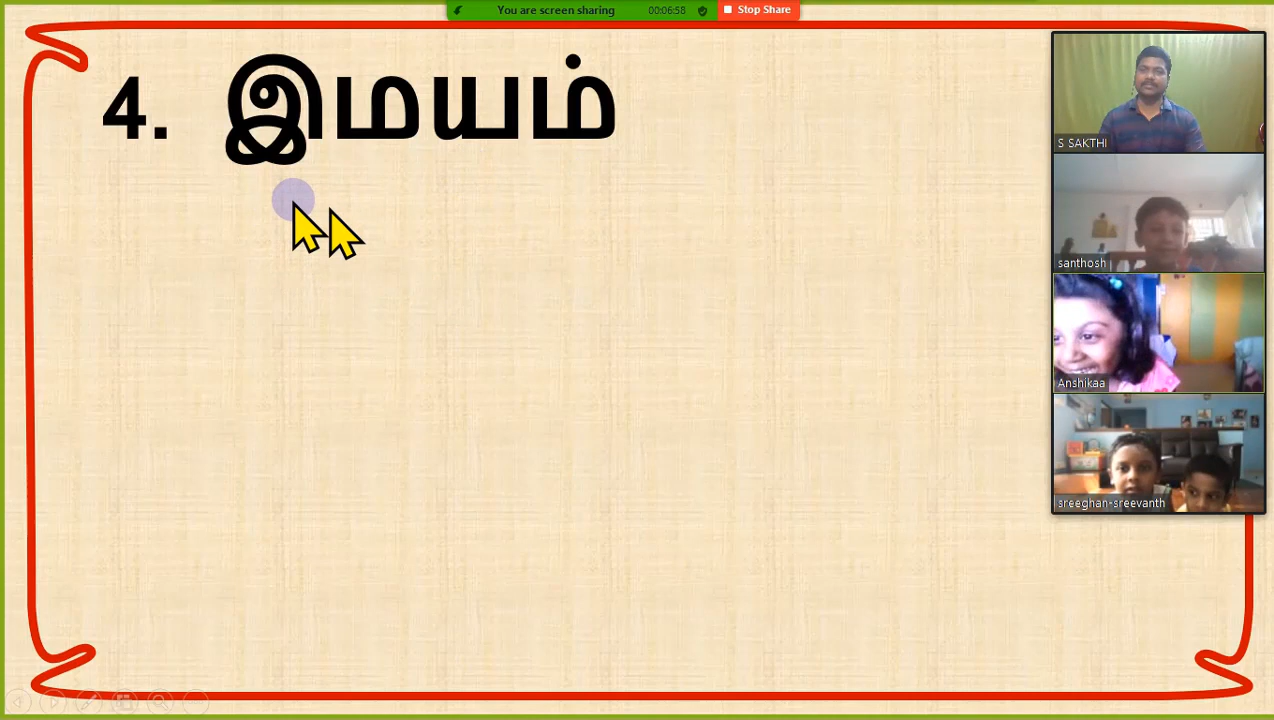 You are screen sharing 00:06:58 Stop Share
4. இமயம்
S SAKTHI
santhosh
Anshikaa
sreeghan-sreevanth